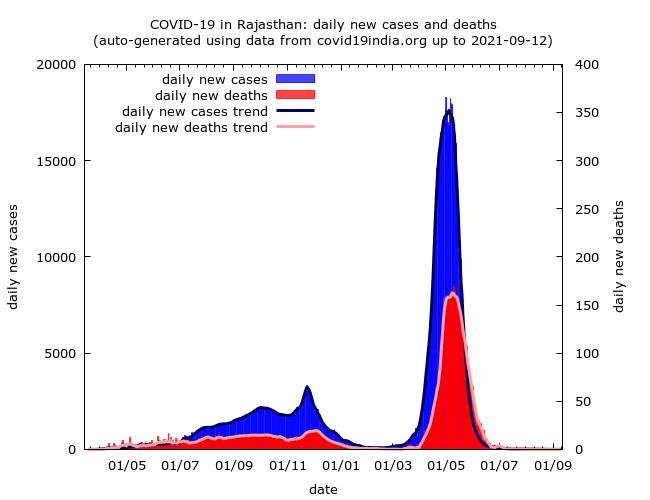 COVID-19 in Rajasthan: daily new cases and deaths
(auto-generated using data from covid19india.org up to 2021-09-12)
daily new cases
daily new deaths
daily new cases trend
daily new deaths trend
20000
15000
10000
5000
0
400
350
300
250
200
150
100
50
0
daily new cases
daily new deaths
01/05 01/07 01/09 01/11 01/01 01/03 01/05 01/07 01/09
date